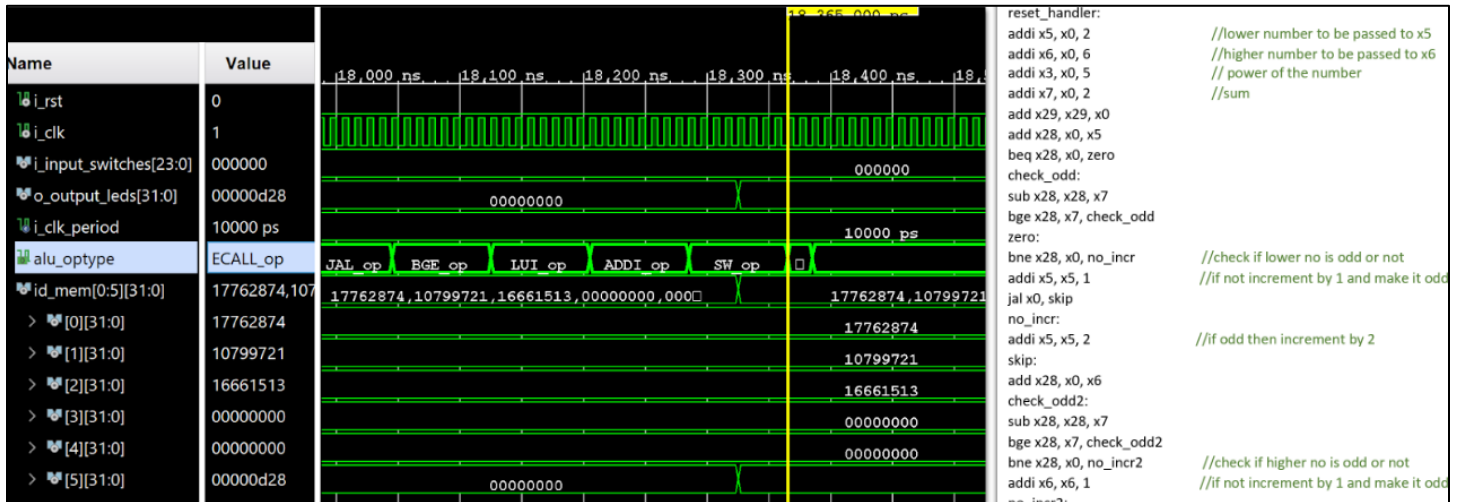 18,365,000 ps
Name Value
18,000 ns 18,100 ns 18,200 ns 18,300 ns 18,400 ns
i_rst 0
i_clk 1
i_input_switches[23:0] 000000 000000
o_output_leds[31:0] 00000d28 00000000
i_clk_period 10000 ps 10000 ps
alu_optype ECALL_op JAL_op BGE_op LUI_op ADDI_op SW_op
id_mem[0:5][31:0] 17762874,107 17762874,10799721,16661513,00000000,000 17762874,10799721
[0][31:0] 17762874 17762874
[1][31:0] 10799721 10799721
[2][31:0] 16661513 16661513
[3][31:0] 00000000 00000000
[4][31:0] 00000000 00000000
[5][31:0] 00000d28 00000000
reset_handler:
addi x5, x0, 2 //lower number to be passed to x5
addi x6, x0, 6 //higher number to be passed to x6
addi x3, x0, 5 // power of the number
addi x7, x0, 2 //sum
add x29, x29, x0
add x28, x0, x5
beq x28, x0, zero
check_odd:
sub x28, x28, x7
bge x28, x7, check_odd
zero:
bne x28, x0, no_incr //check if lower no is odd or not
addi x5, x5, 1 //if not increment by 1 and make it odd
jal x0, skip
no_incr:
addi x5, x5, 2 //if odd then increment by 2
skip:
add x28, x0, x6
check_odd2:
sub x28, x28, x7
bge x28, x7, check_odd2
bne x28, x0, no_incr2 //check if higher no is odd or not
addi x6, x6, 1 //if not increment by 1 and make it odd